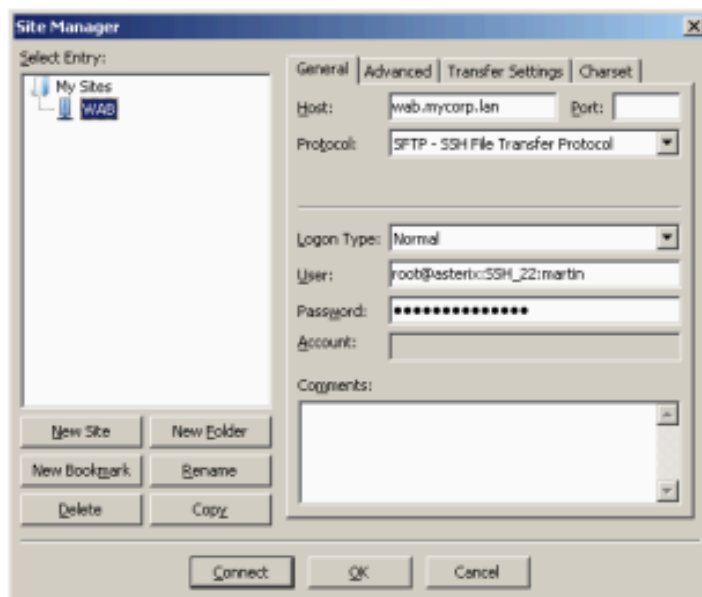 Site Manager
Select Entry:
My Sites
WAB
New Site
New Folder
New Bookmark
Rename
Delete
Copy
General
Advanced
Transfer Settings
Charset
Host:
wab.mycorp.lan
Port:
Protocol:
SFTP - SSH File Transfer Protocol
Logon Type:
Normal
User:
root@asterix::SSH_22:martin
Password:
••••••••••••••
Account:
Comments:
Connect
OK
Cancel